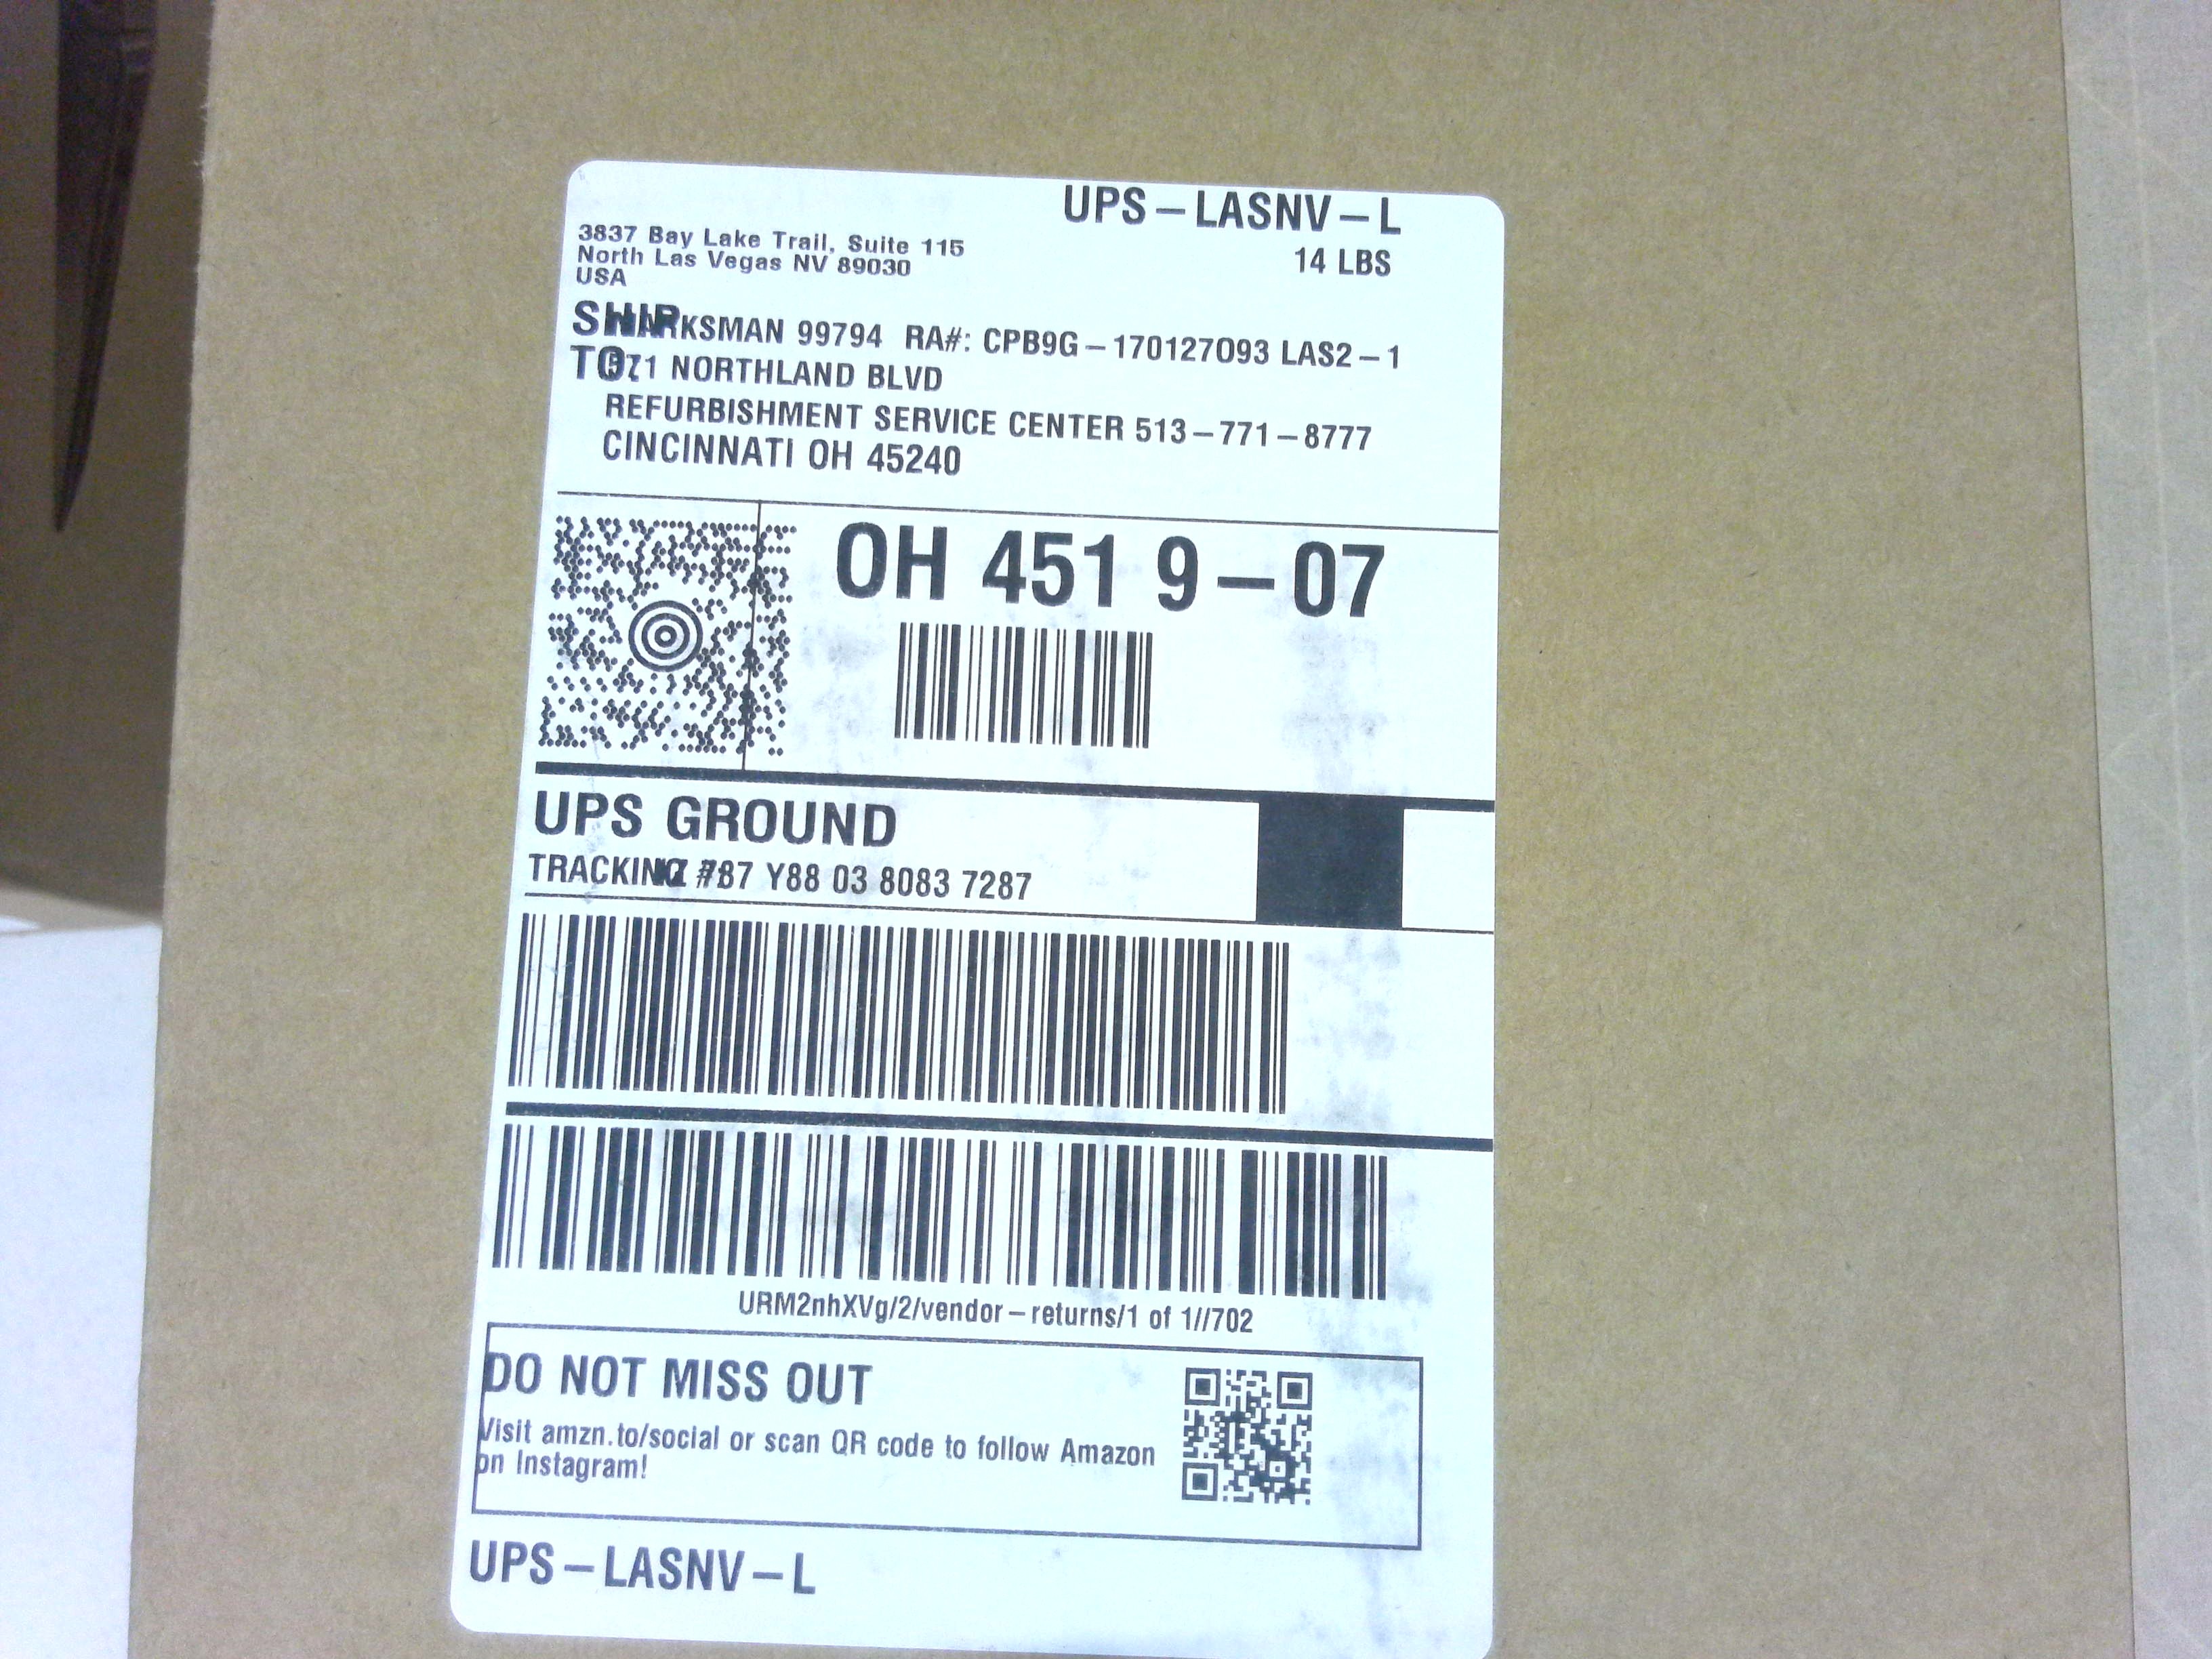 UPS-LASNV-L
3837 Bay Lake Trail, Suite 115
14 LBS
North Las Vegas NV 89030
USA
SHIP
99794 RA#: CPB9G-170127093 LAS2-1
TO:
NORTHLAND BLVD
REFURBISHMENT SERVICE CENTER 513-771-8777
CINCINNATI OH 45240
OH 451 9-07
UPS GROUND
TRACKING #: Y88 03 8083 7287
URM2nhXVg/2/vendor-returns/1 of 1//702
DO NOT MISS OUT
Visit amzn.to/social or scan QR code to follow Amazon
on Instagram!
UPS-LASNV-L